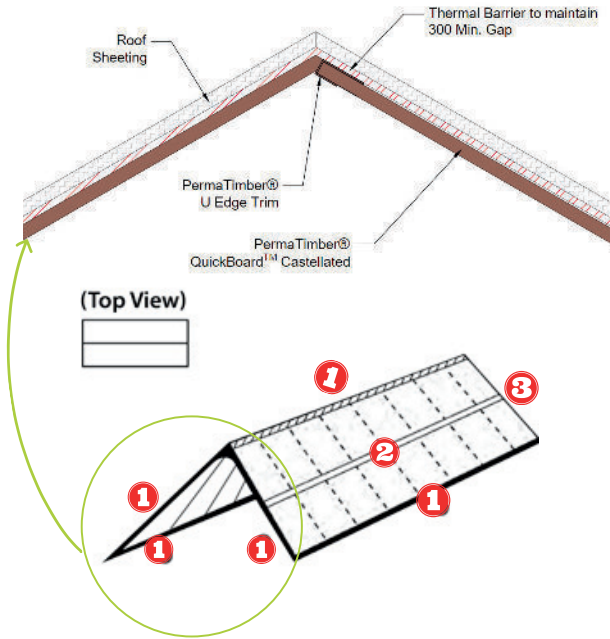 Roof
Sheeting
Thermal Barrier to maintain
300 Min. Gap
PermaTimber®
U Edge Trim
PermaTimber®
QuickBoard™ Castellated
(Top View)
1
3
2
1
1
1
1